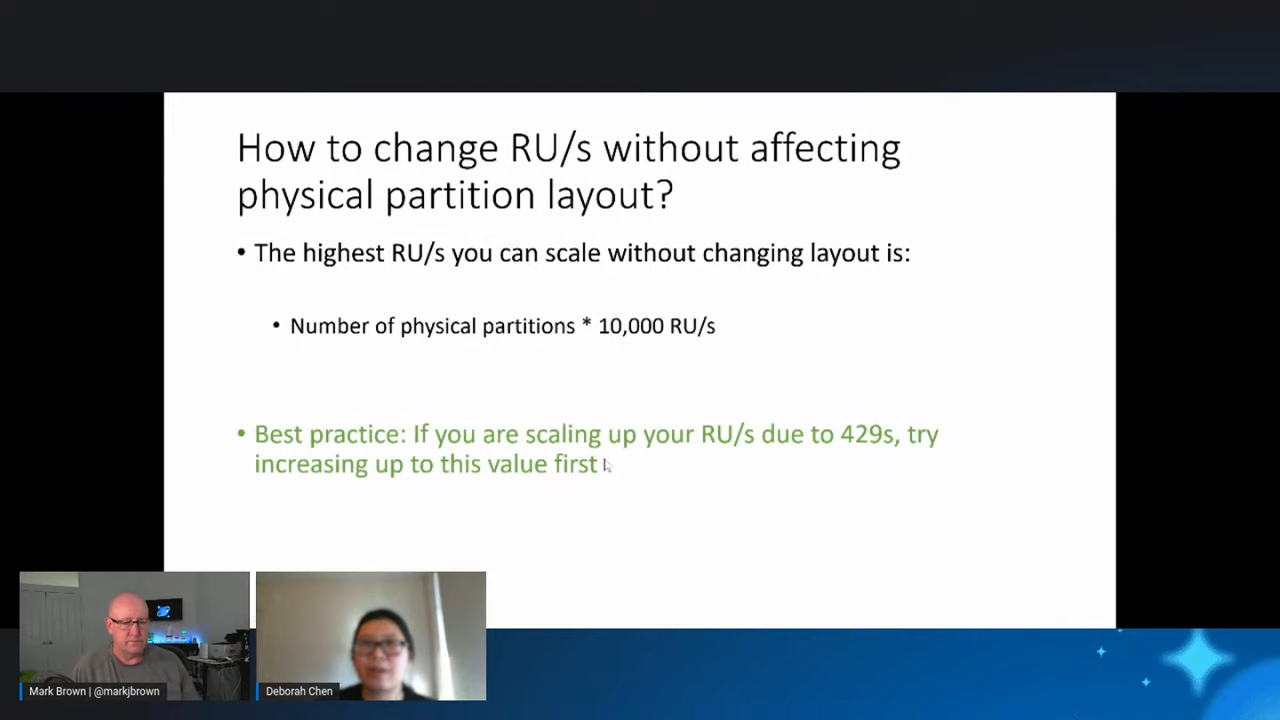 How to change RU/s without affecting
physical partition layout?
• The highest RU/s you can scale without changing layout is:
• Number of physical partitions * 10,000 RU/s
• Best practice: If you are scaling up your RU/s due to 429s, try
increasing up to this value first
Mark Brown | @markjbrown
Deborah Chen